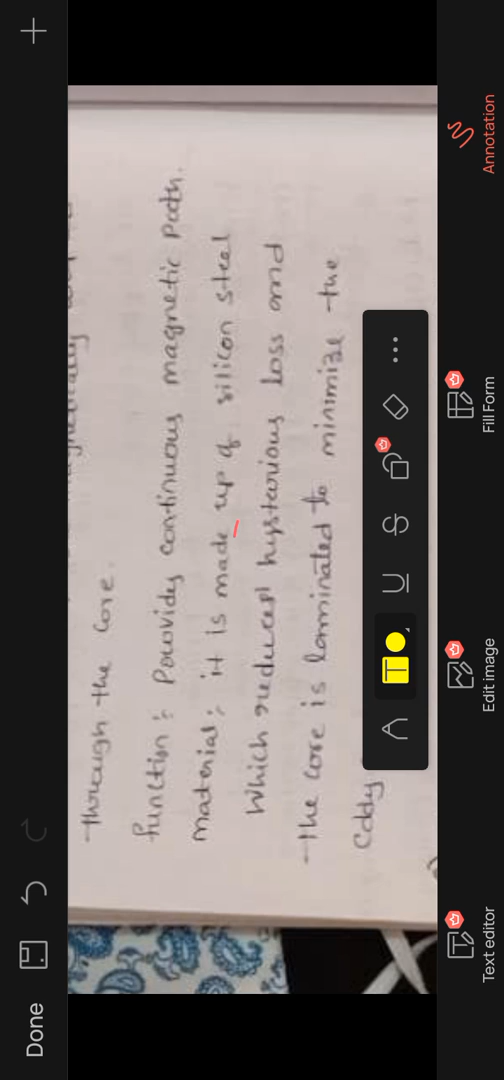 Done
through the core.
function: Powvidy continuous magnetic path.
Material: it is made up of silicon steel
Which reduces hysterious Loss and
the core is laminated to minimize the
eddy
Text editor
Edit image
Fill Form
Annotation